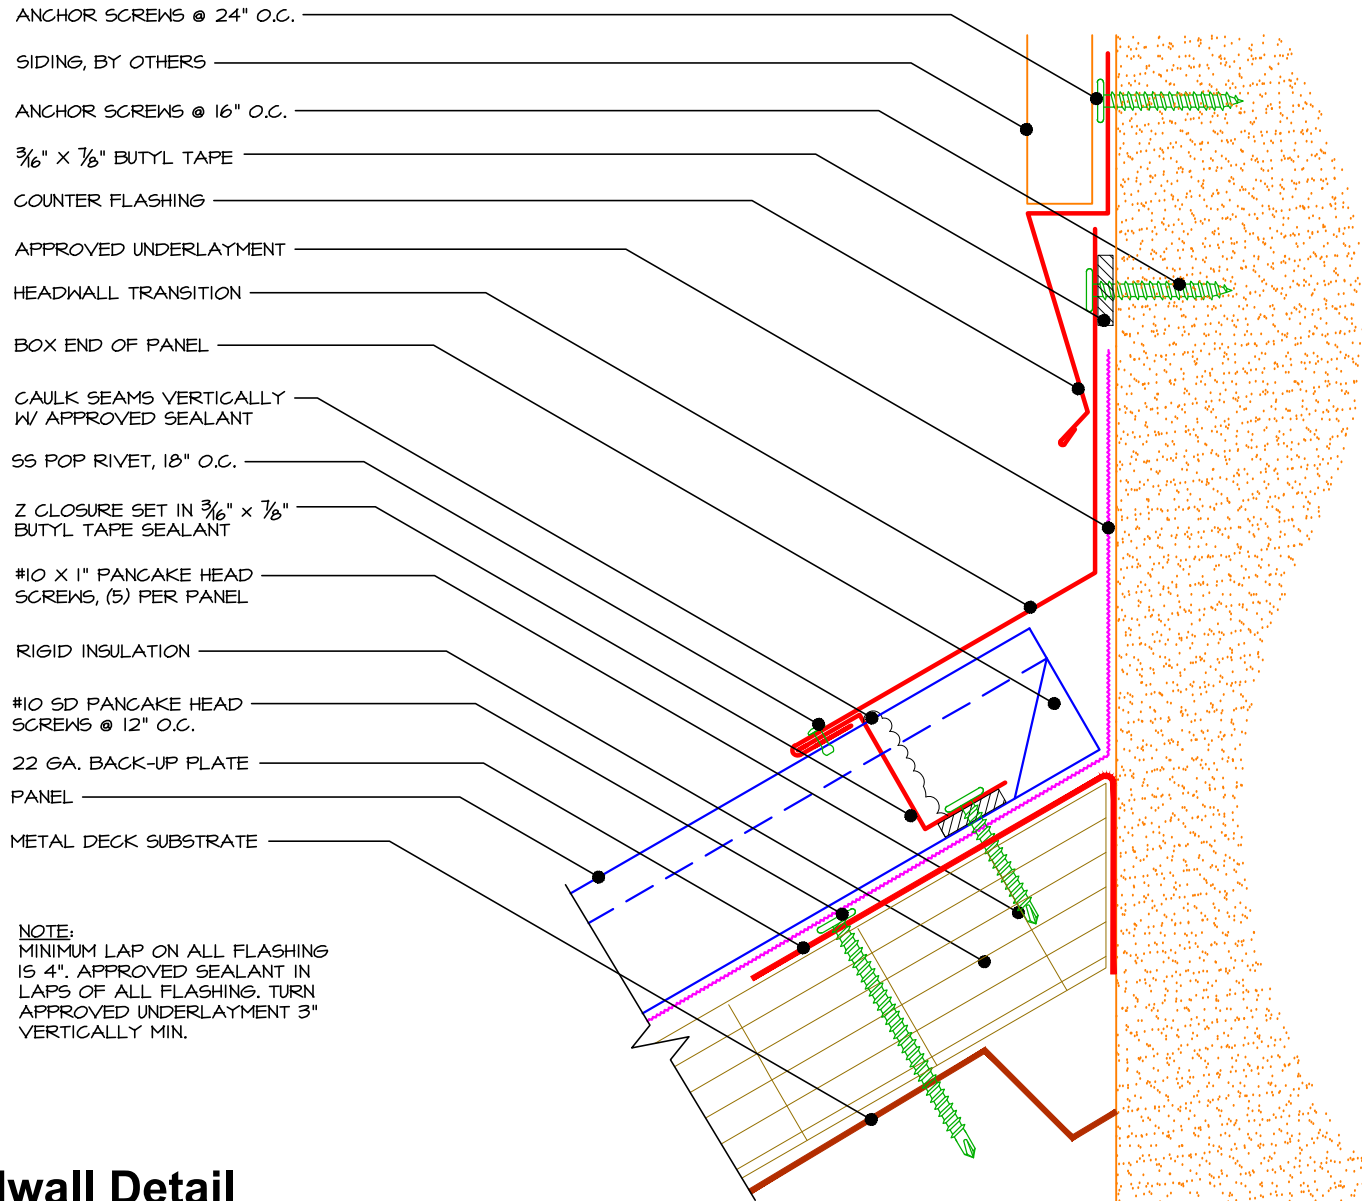 ANCHOR SCREWS @ 24" O.C.
SIDING, BY OTHERS
ANCHOR SCREWS @ 16" O.C.
3/16" X 7/8" BUTYL TAPE
COUNTER FLASHING
APPROVED UNDERLAYMENT
HEADWALL TRANSITION
BOX END OF PANEL
CAULK SEAMS VERTICALLY
W/ APPROVED SEALANT
SS POP RIVET, 18" O.C.
Z CLOSURE SET IN 3/16" x 7/8"
BUTYL TAPE SEALANT
#10 X 1" PANCAKE HEAD
SCREWS, (5) PER PANEL
RIGID INSULATION
#10 SD PANCAKE HEAD
SCREWS @ 12" O.C.
22 GA. BACK-UP PLATE
PANEL
METAL DECK SUBSTRATE
NOTE:
MINIMUM LAP ON ALL FLASHING
IS 4". APPROVED SEALANT IN
LAPS OF ALL FLASHING. TURN
APPROVED UNDERLAYMENT 3"
VERTICALLY MIN.
wall Detail